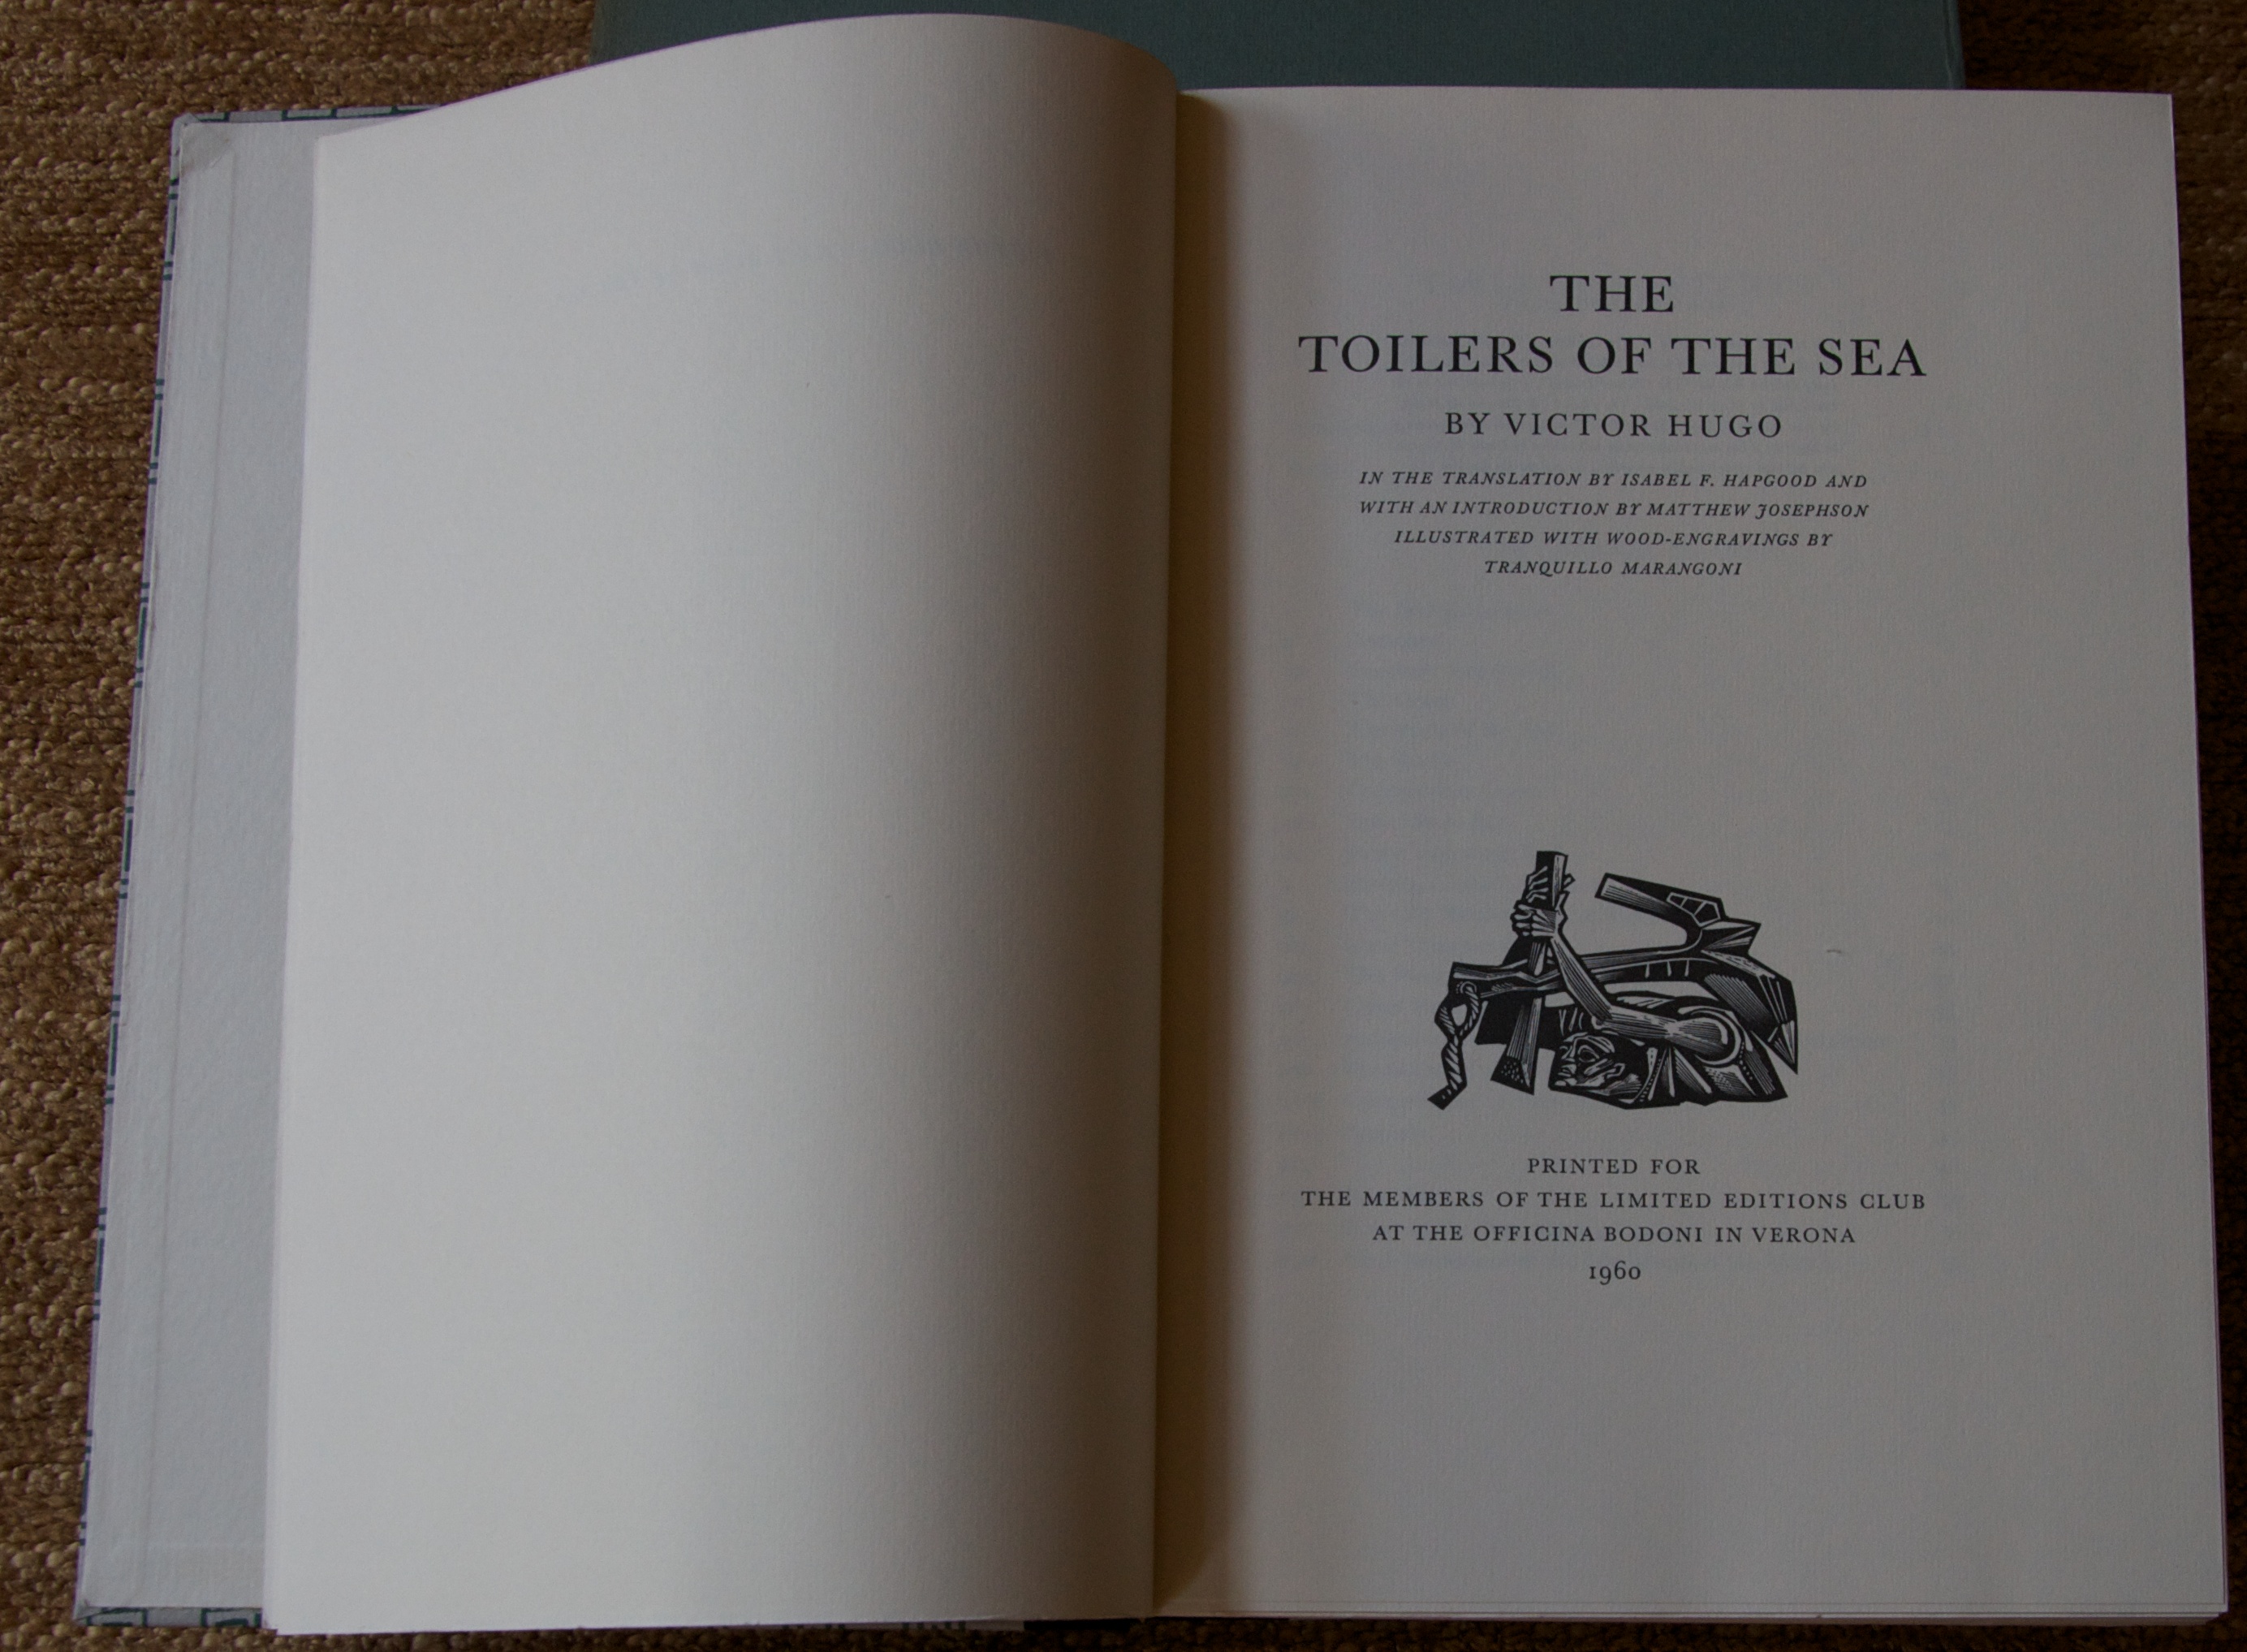 THE
TOILERS OF THE SEA
BY VICTOR HUGO
IN THE TRANSLATION BY ISABEL F. HAPGOOD AND
WITH AN INTRODUCTION BY MATTHEW JOSEPHSON
ILLUSTRATED WITH WOOD-ENGRAVINGS BY
TRANQUILLO MARANGONI
PRINTED FOR
THE MEMBERS OF THE LIMITED EDITIONS CLUB
AT THE OFFICINA BODONI IN VERONA
1960